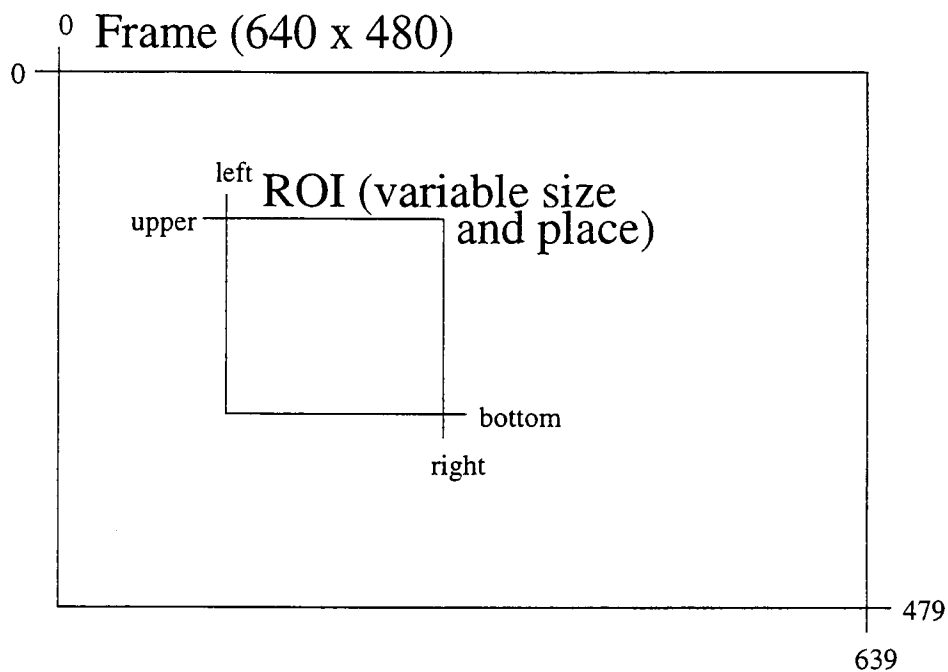 0
Frame (640 x 480)
0
left
ROI (variable size
upper
and place)
bottom
right
479
639